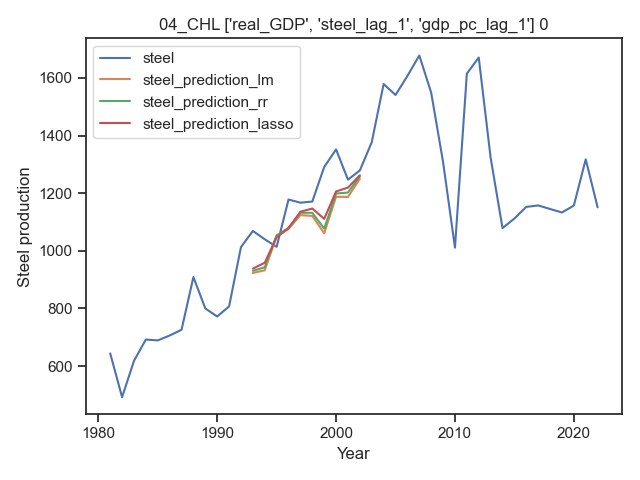 04_CHL ['real_GDP', 'steel_lag_1', 'gdp_pc_lag_1'] 0
steel
steel_prediction_lm
steel_prediction_rr
steel_prediction_lasso
Steel production
1600
1400
1200
1000
800
600
1980
1990
2000
2010
2020
Year